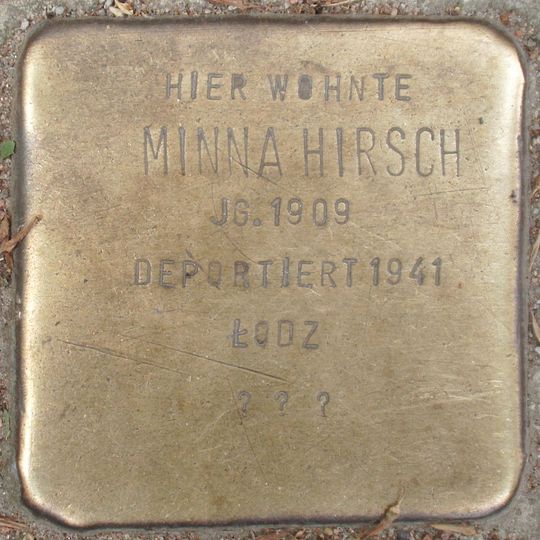 HIER WOHNTE
MINNA HIRSCH
JG. 1909
DEPORTIERT 1941
ŁODZ
? ? ?